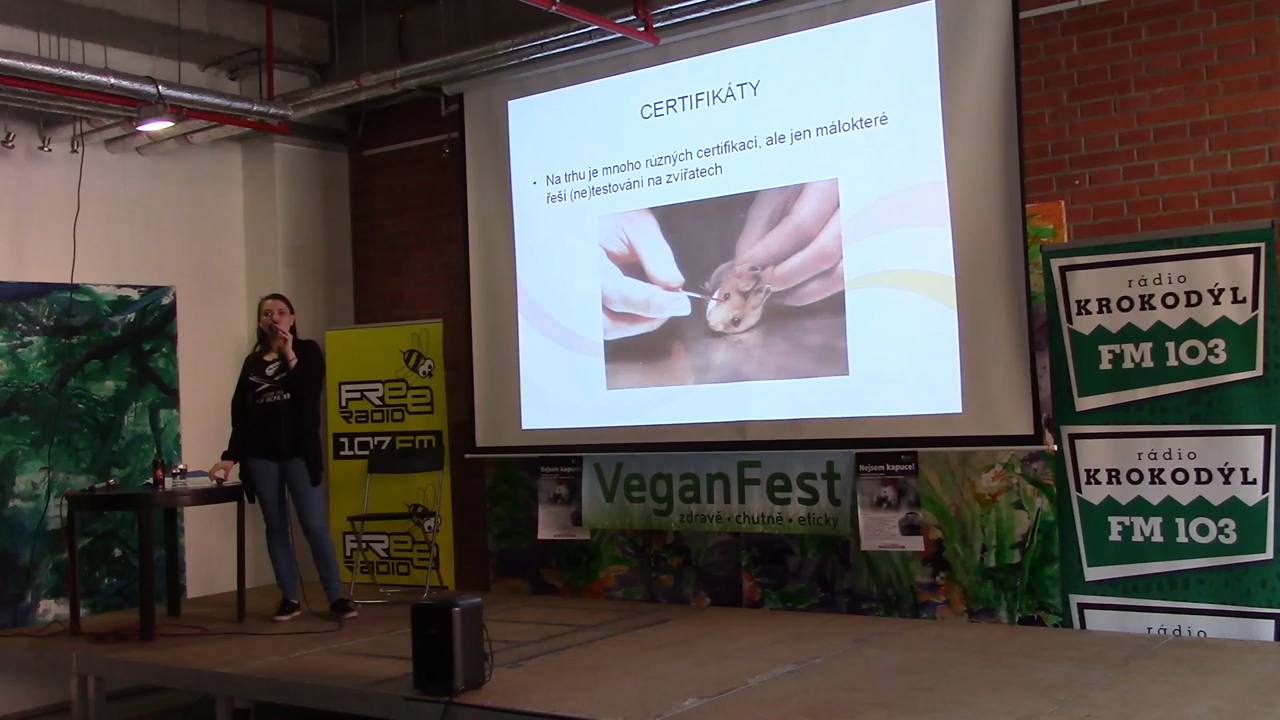 CERTIFIKÁTY
• Na trhu je mnoho různých certifikací, ale jen málokteré
řeší (ne)testování na zvířatech
FREE
RADIO
107 FM
FREE
RADIO
Nejsem kapuce!
VeganFest
zdravě • chutně • eticky
Nejsem kapuce!
rádio
KROKODÝL
FM 103
rádio
KROKODÝL
FM 103
rádio